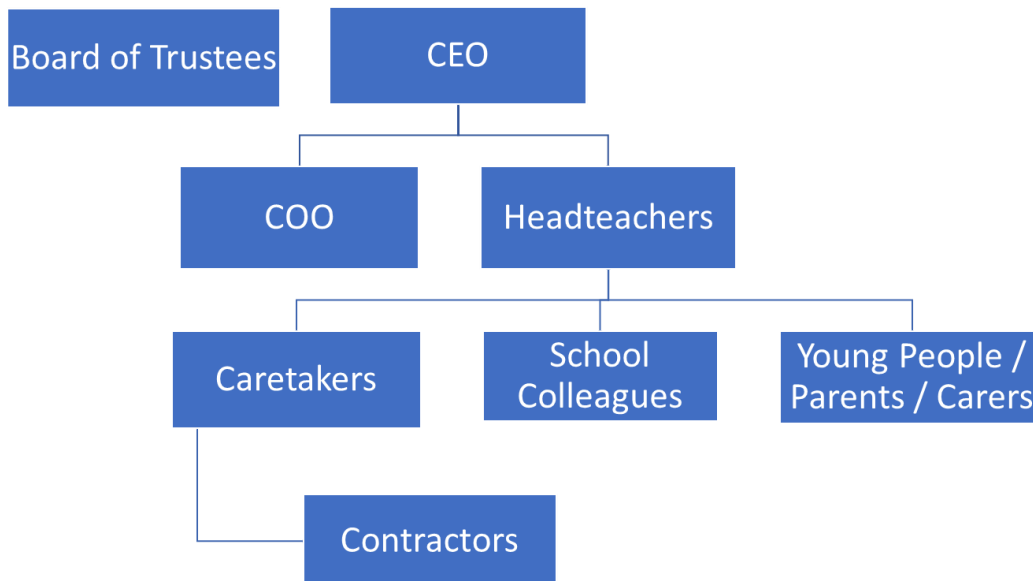 Board of Trustees
CEO
COO
Headteachers
Caretakers
School
Colleagues
Young People /
Parents / Carers
Contractors